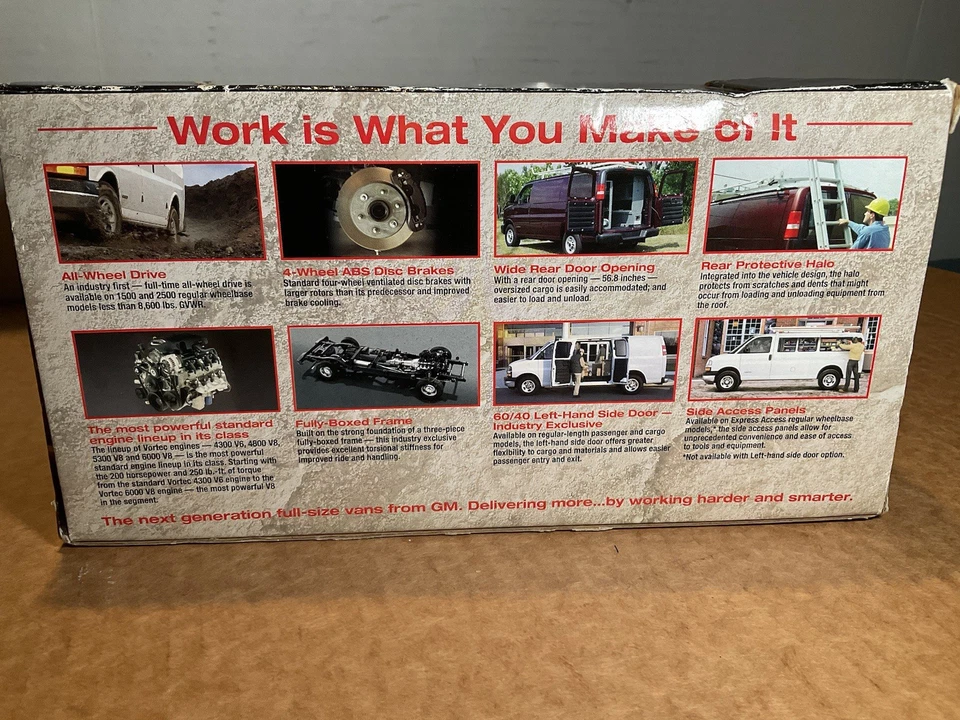 Work is What You Make of It
All-Wheel Drive
An industry first — full-time all-wheel drive is
available on 1500 and 2500 regular wheelbase
models less than 8,600 lbs. GVWR.
4-Wheel ABS Disc Brakes
Standard four-wheel ventilated disc brakes with
larger rotors than its predecessor and improved
brake cooling.
Wide Rear Door Opening
With a rear door opening — 56.8 inches —
oversized cargo is easily accommodated; and
easier to load and unload.
Rear Protective Halo
Integrated into the vehicle design, the halo
protects from scratches and dents that might
occur from loading and unloading equipment from
the roof.
The most powerful standard
engine lineup in its class
The lineup of Vortec engines — 4300 V6, 4800 V8,
5300 V8 and 6000 V8 — is the most powerful
standard engine lineup in its class. Starting with
the 200 horsepower and 250 lb.-ft. of torque
from the standard Vortec 4300 V6 engine to the
Vortec 6000 V8 engine — the most powerful V8
in the segment.
Fully-Boxed Frame
Built on the strong foundation of a three-piece
fully-boxed frame — this industry exclusive
provides excellent torsional stiffness for
improved ride and handling.
60/40 Left-Hand Side Door —
Industry Exclusive
Available on regular-length passenger and cargo
models, the left-hand side door offers greater
flexibility to cargo and materials and allows easier
passenger entry and exit.
Side Access Panels
Available on Express Access regular wheelbase
models,* the side access panels allow for
unprecedented convenience and ease of access
to tools and equipment.
*Not available with Left-hand side door option.
The next generation full-size vans from GM. Delivering more...by working harder and smarter.